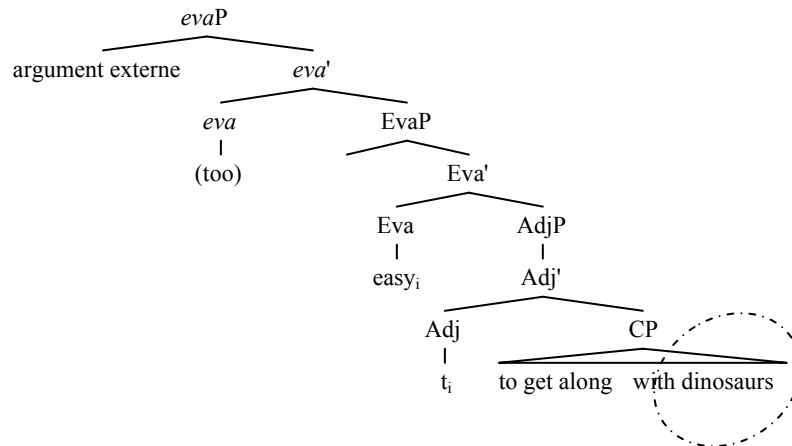 evaP
argument externe eva'
eva EvaP
(too) Eva'
Eva AdjP
easyi Adj'
Adj CP
ti to get along with dinosaurs